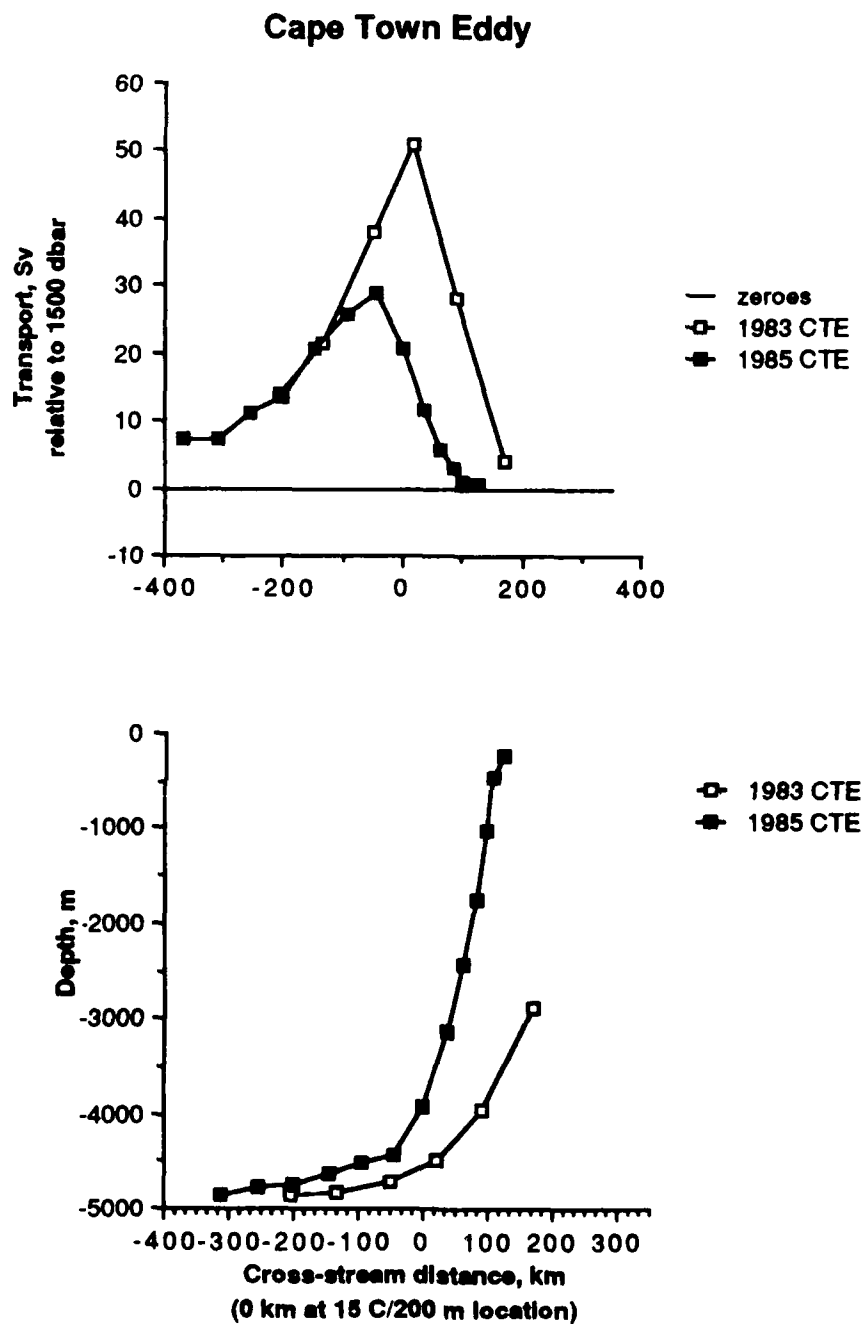 Cape Town Eddy
60
50
40
30
20
10
0
-10
Transport, Sv
relative to 1500 dbar
-400 -200 0 200 400
zeroes
1983 CTE
1985 CTE
0
-1000
-2000
-3000
-4000
-5000
Depth, m
-400 -300 -200 -100 0 100 200 300
1983 CTE
1985 CTE
Cross-stream distance, km
(0 km at 15 C/200 m location)